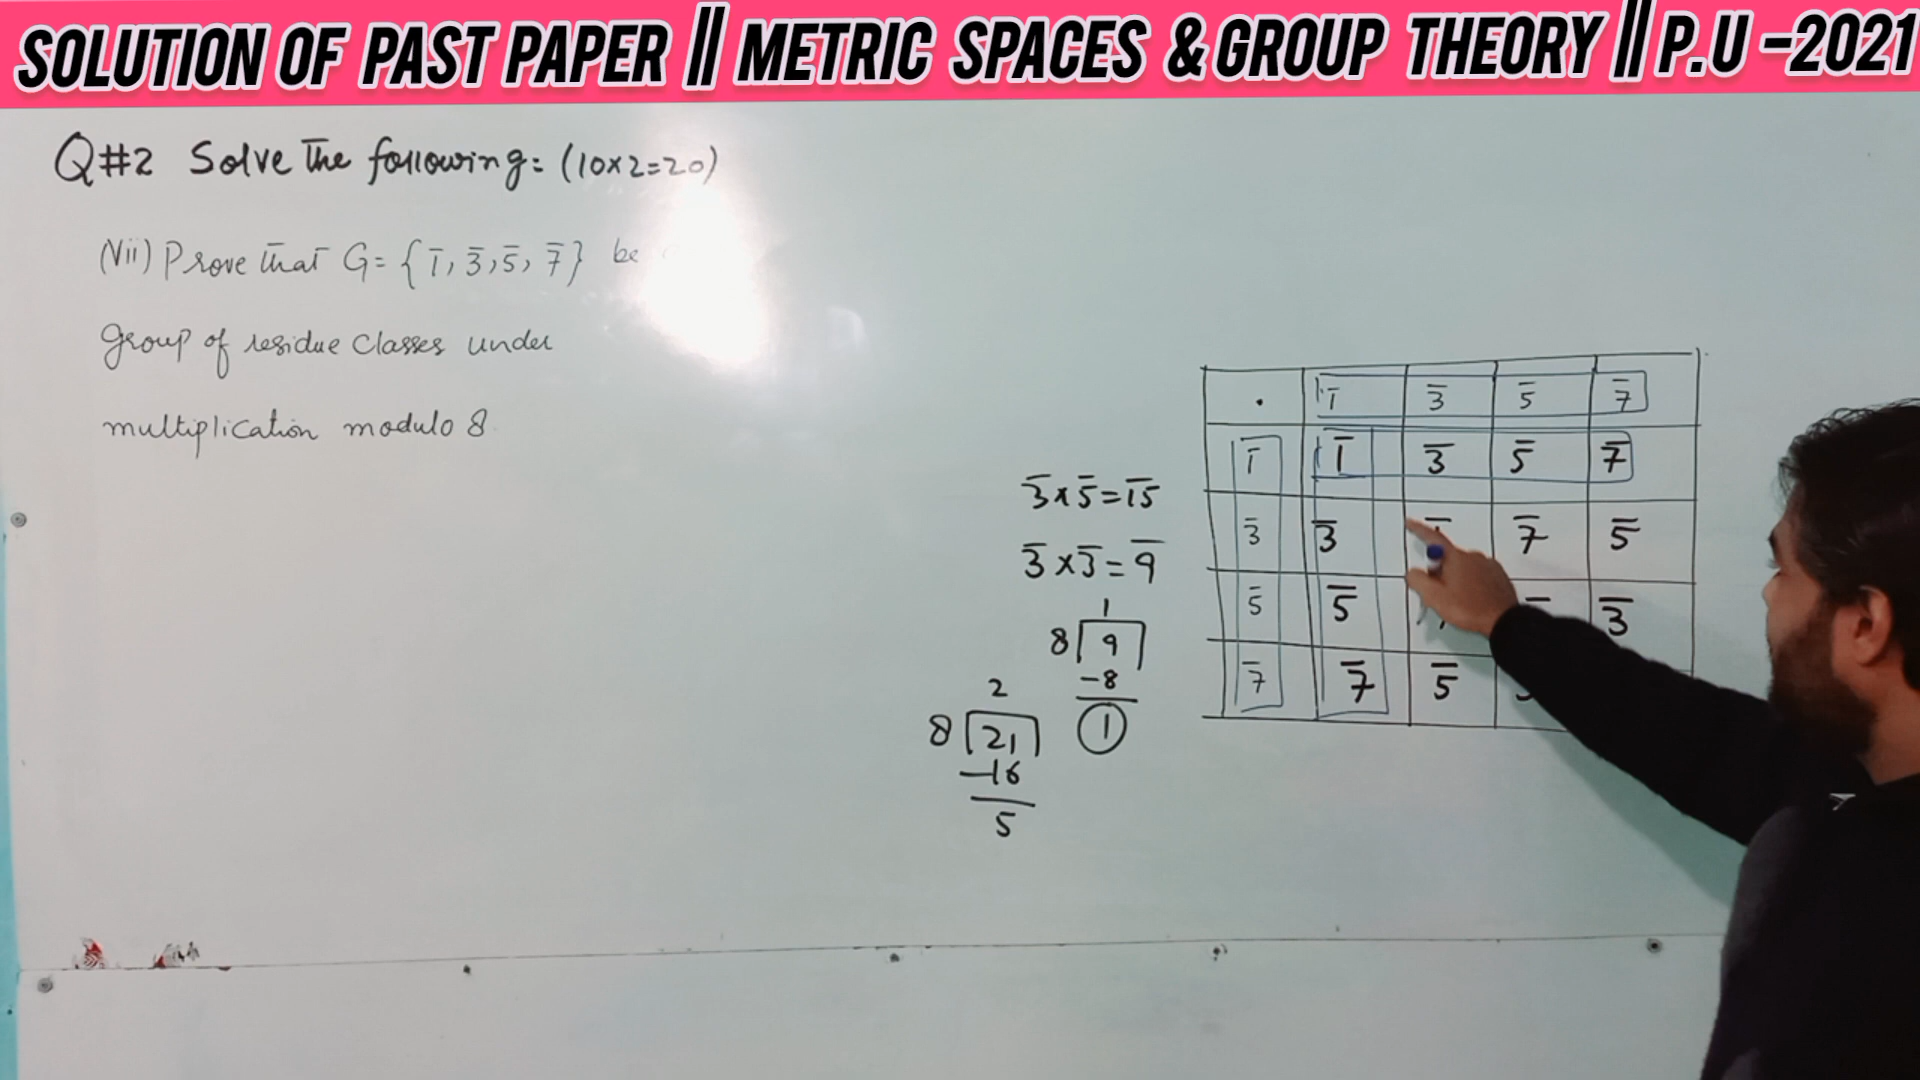 SOLUTION OF PAST PAPER || METRIC SPACES & GROUP THEORY || P.U -2021
Q#2 Solve The following: (10×2=20)
(Vii) Prove that G= { 1̅, 3̅, 5̅, 7̅ } be
Group of residue Classes under
multiplication modulo 8
3̅ × 5̅ = 1̅5̅
3̅ × 3̅ = 9̅
1
8 9
-8
1
2
8 21
-16
5
. 1̅ 3̅ 5̅ 7̅
1̅ 1̅ 3̅ 5̅ 7̅
3̅ 3̅ 7̅ 5̅
5̅ 5̅ 3̅
7̅ 7̅ 5̅